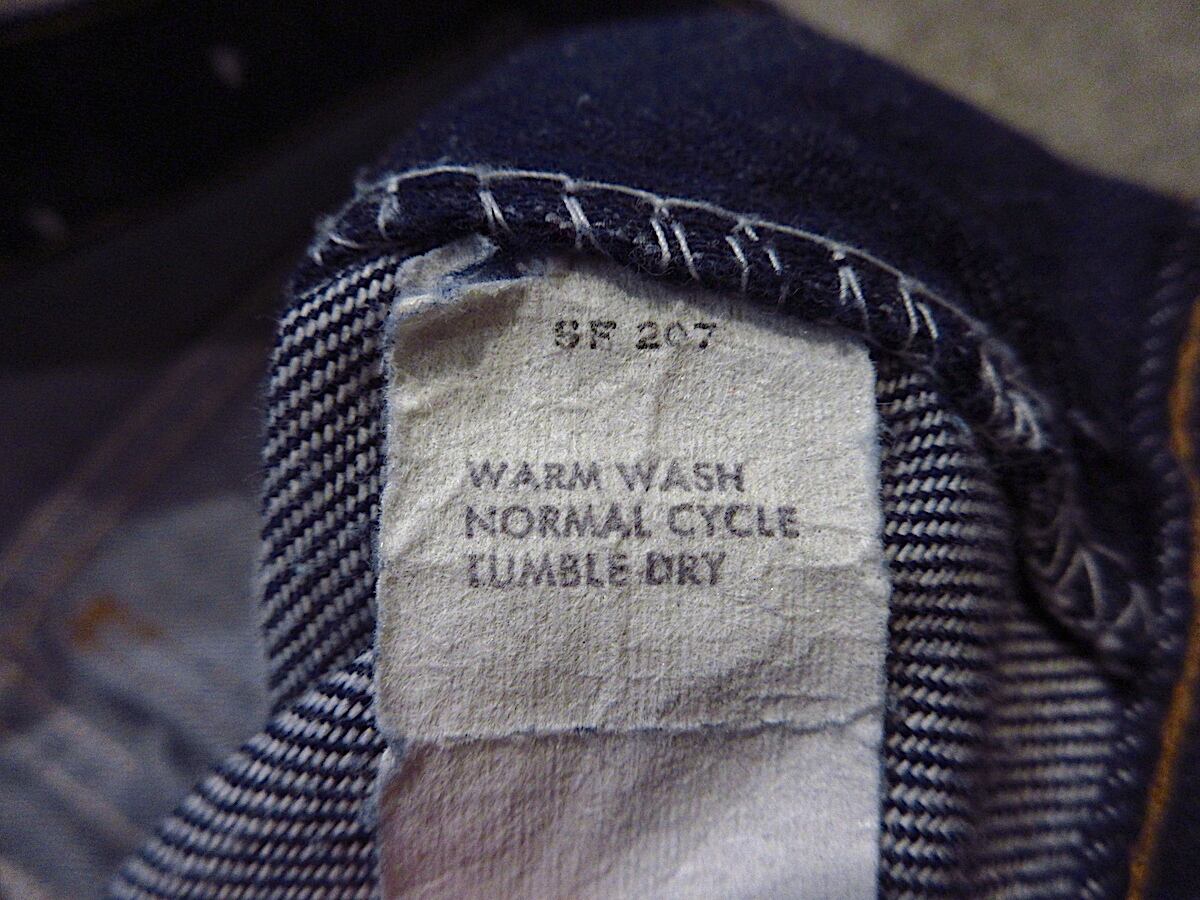 SF 207
WARM WASH
NORMAL CYCLE
TUMBLE DRY